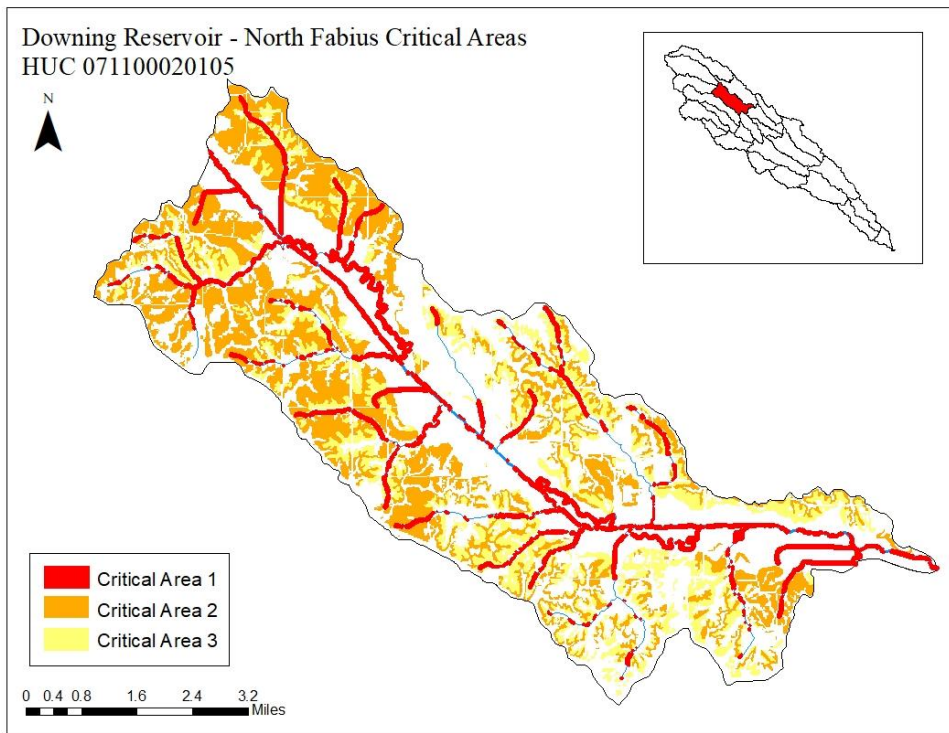 Downing Reservoir - North Fabius Critical Areas
HUC 071100020105
N
Critical Area 1
Critical Area 2
Critical Area 3
0 0.4 0.8 1.6 2.4 3.2
Miles